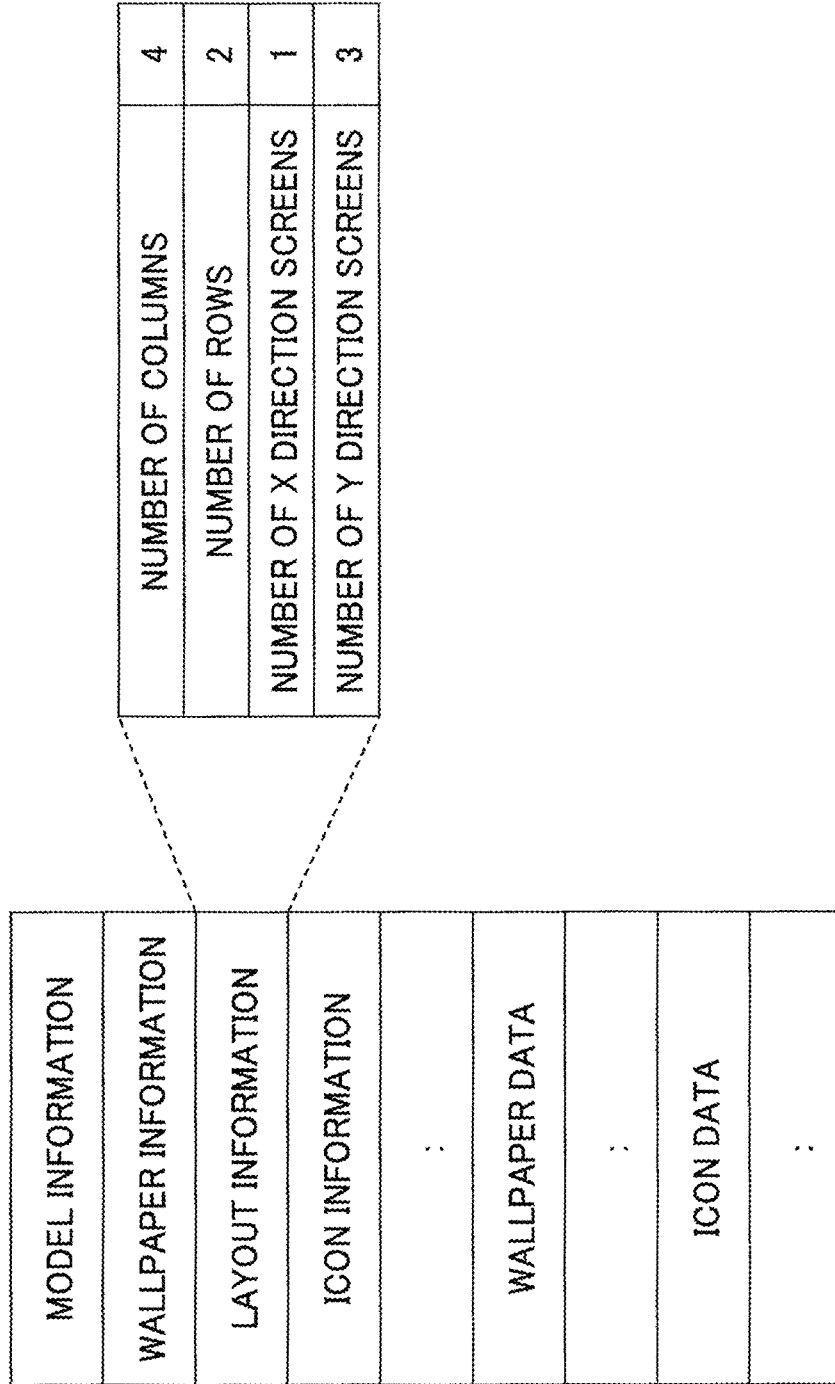 MODEL INFORMATION
WALLPAPER INFORMATION
LAYOUT INFORMATION
ICON INFORMATION
:
WALLPAPER DATA
:
ICON DATA
:
NUMBER OF COLUMNS 4
NUMBER OF ROWS 2
NUMBER OF X DIRECTION SCREENS 1
NUMBER OF Y DIRECTION SCREENS 3